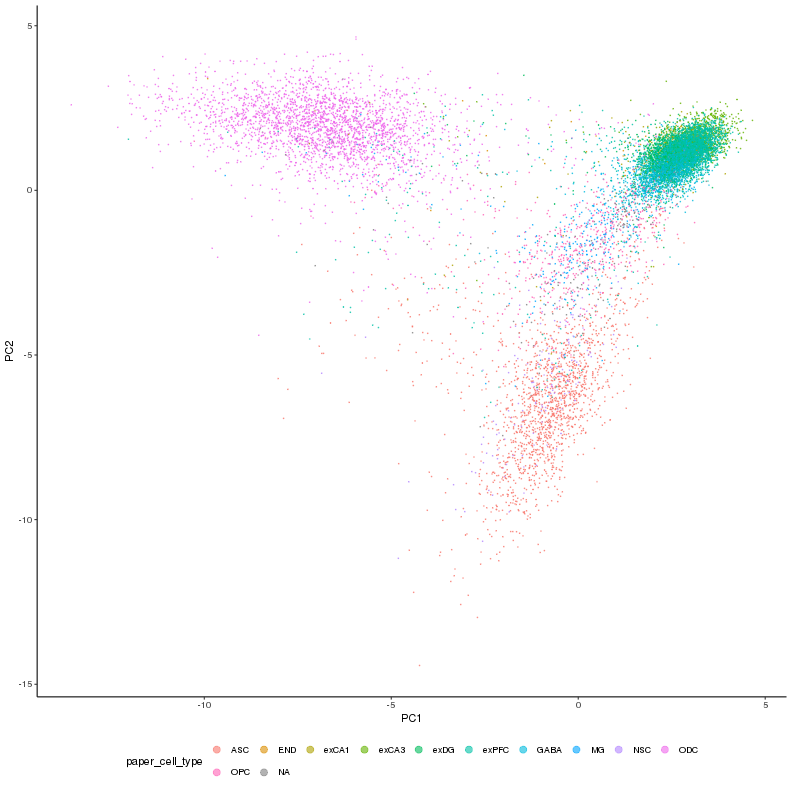 5
0
-5
-10
-15
PC2
-10 -5 0 5
PC1
paper_cell_type
ASC END exCA1 exCA3 exDG exPFC GABA MG NSC ODC
OPC NA